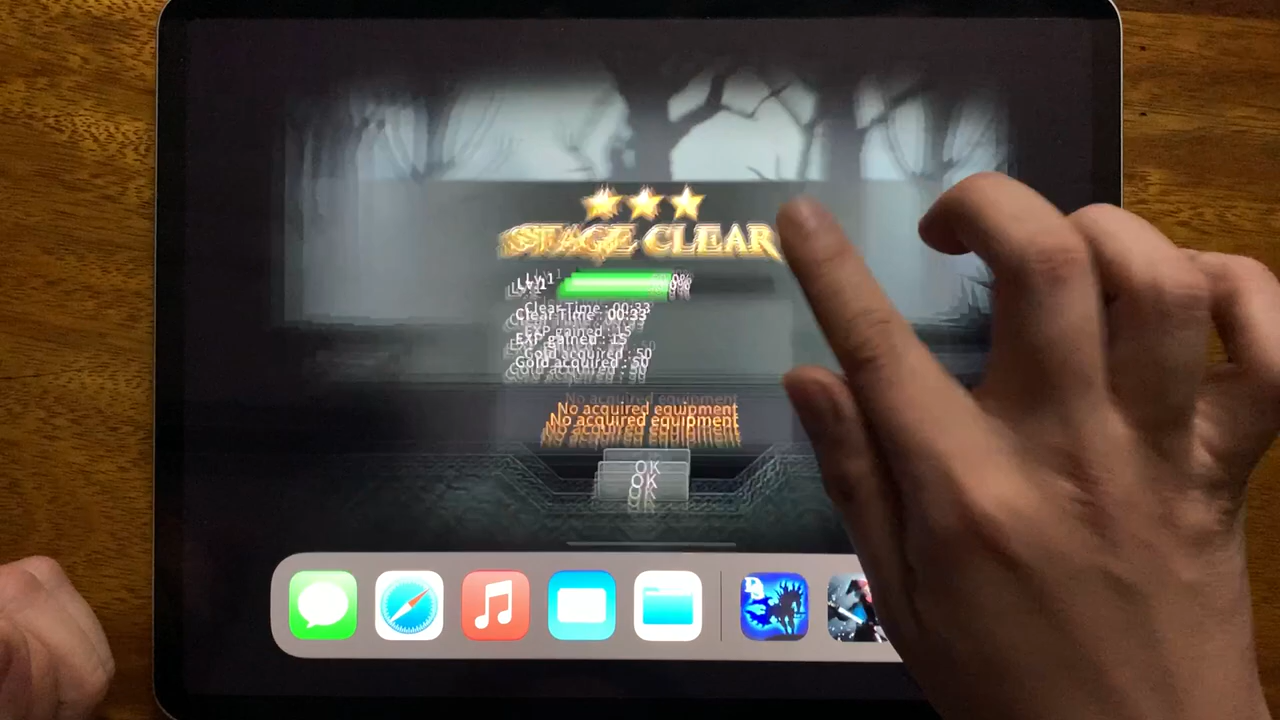 STAGE CLEAR
Lv.1
Clear Time : 00:33
EXP gained : 15
Gold acquired : 50
No acquired equipment
OK